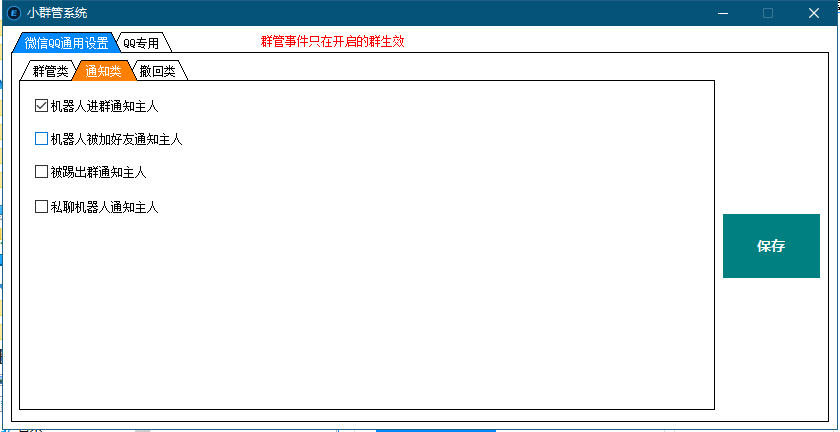 小群管系统
微信QQ通用设置 QQ专用 群管事件只在开启的群生效
群管类 通知类 撤回类
机器人进群通知主人
机器人被加好友通知主人
被踢出群通知主人
私聊机器人通知主人
保存